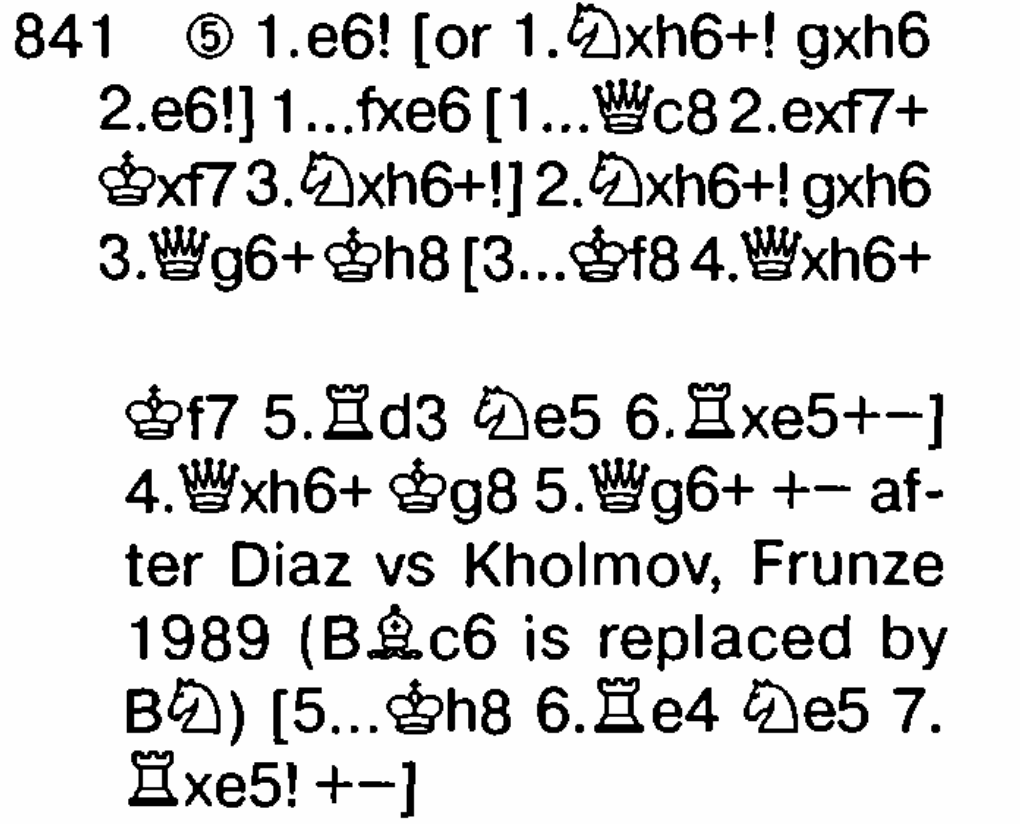 841 ⑤ 1.e6! [or 1.♘xh6+! gxh6
2.e6!] 1...fxe6 [1...♕c8 2.exf7+
♔xf7 3.♘xh6+!] 2.♘xh6+! gxh6
3.♕g6+ ♔h8 [3...♔f8 4.♕xh6+
♔f7 5.♖d3 ♘e5 6.♖xe5+−]
4.♕xh6+ ♔g8 5.♕g6+ +− af-
ter Diaz vs Kholmov, Frunze
1989 (B♗c6 is replaced by
B♘) [5...♔h8 6.♖e4 ♘e5 7.
♖xe5! +−]